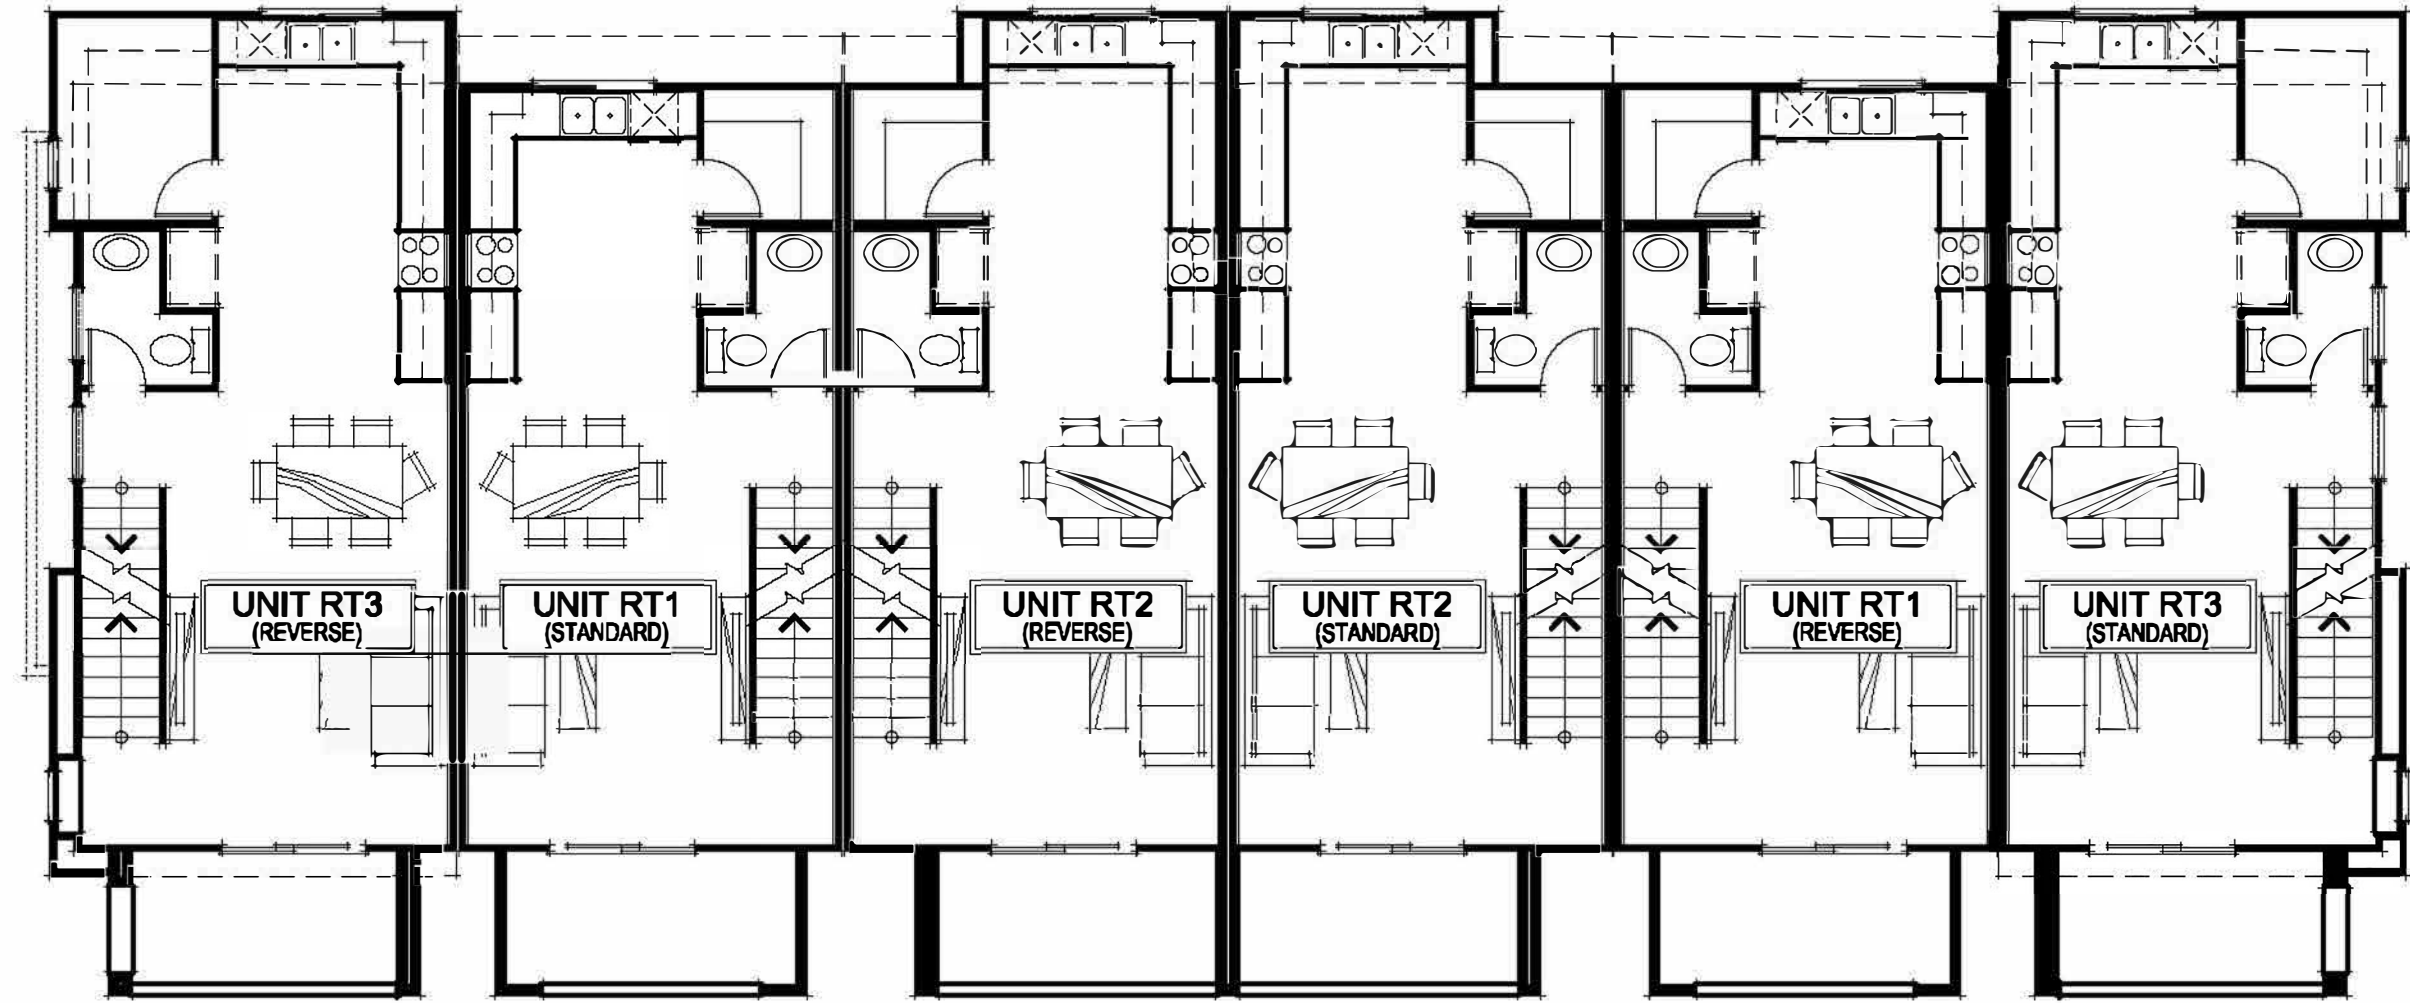 UNIT RT3
(REVERSE)
UNIT RT1
(STANDARD)
UNIT RT2
(REVERSE)
UNIT RT2
(STANDARD)
UNIT RT1
(REVERSE)
UNIT RT3
(STANDARD)